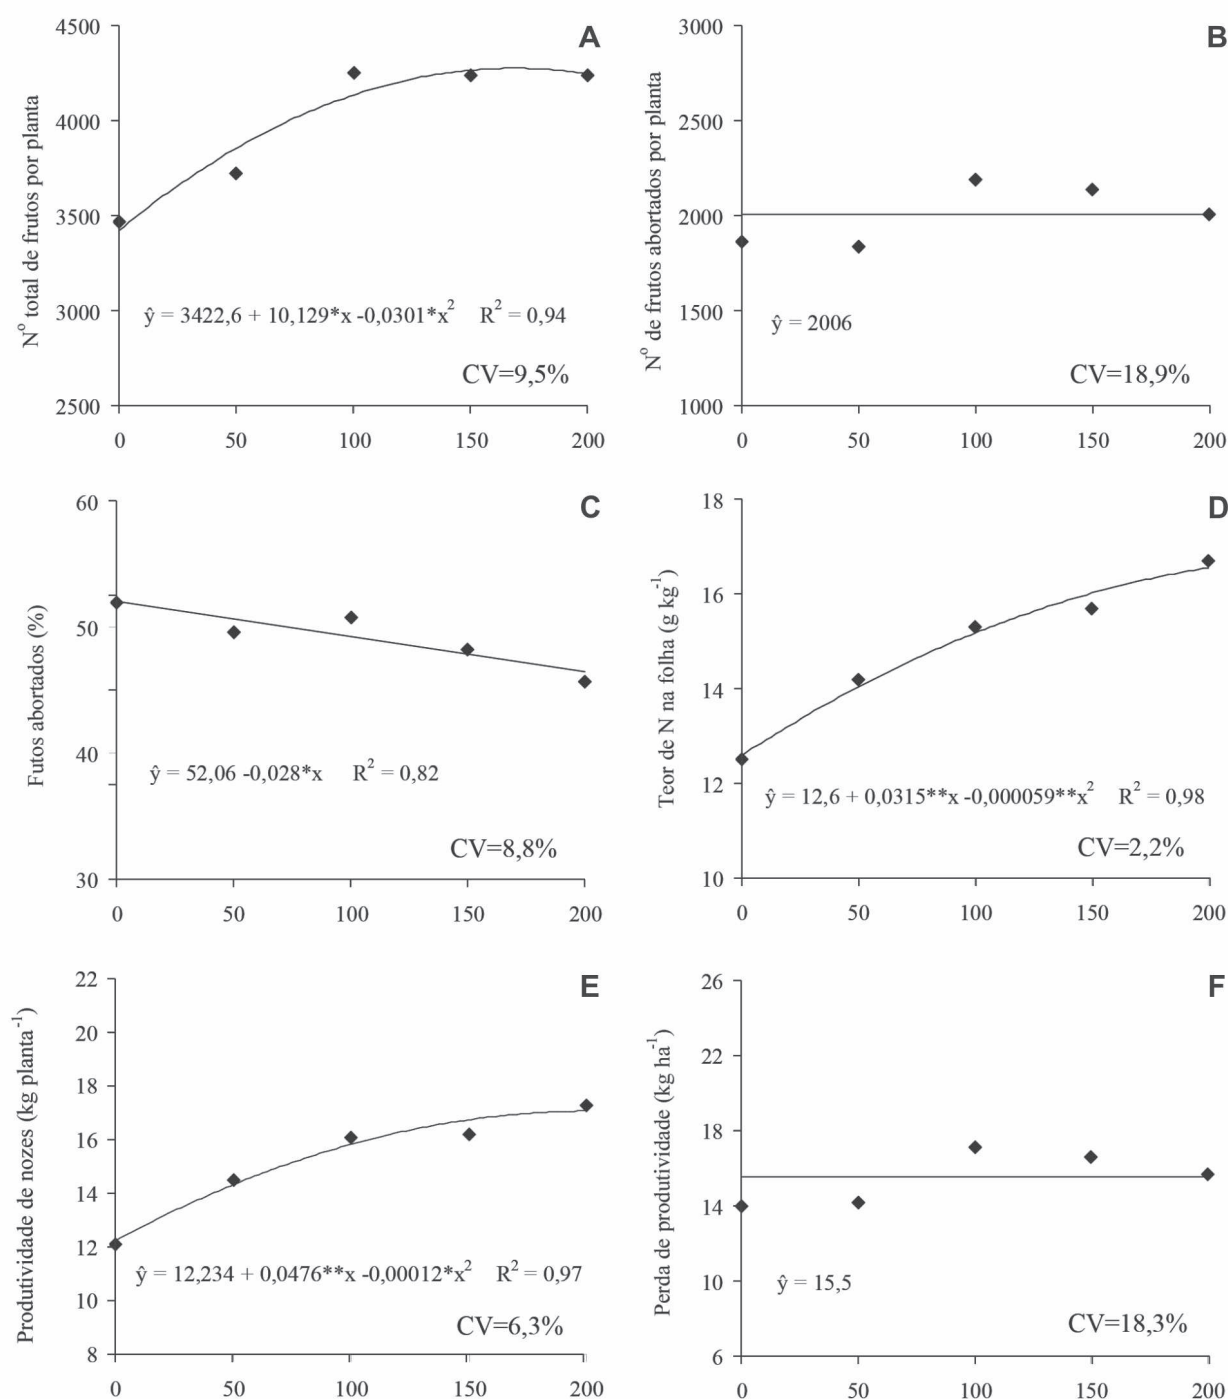 A
4500
4000
3500
3000
2500
Nº total de frutos por planta
ŷ = 3422,6 + 10,129*x -0,0301*x² R² = 0,94
CV=9,5%
0 50 100 150 200
B
3000
2500
2000
1500
1000
Nº de frutos abortados por planta
ŷ = 2006
CV=18,9%
0 50 100 150 200
C
60
50
40
30
Futos abortados (%)
ŷ = 52,06 -0,028*x R² = 0,82
CV=8,8%
0 50 100 150 200
D
18
16
14
12
10
Teor de N na folha (g kg⁻¹)
ŷ = 12,6 + 0,0315**x -0,000059**x² R² = 0,98
CV=2,2%
0 50 100 150 200
E
22
20
18
16
14
12
10
8
Produtividade de nozes (kg planta⁻¹)
ŷ = 12,234 + 0,0476**x -0,00012*x² R² = 0,97
CV=6,3%
0 50 100 150 200
F
26
22
18
14
10
6
Perda de produtividade (kg ha⁻¹)
ŷ = 15,5
CV=18,3%
0 50 100 150 200